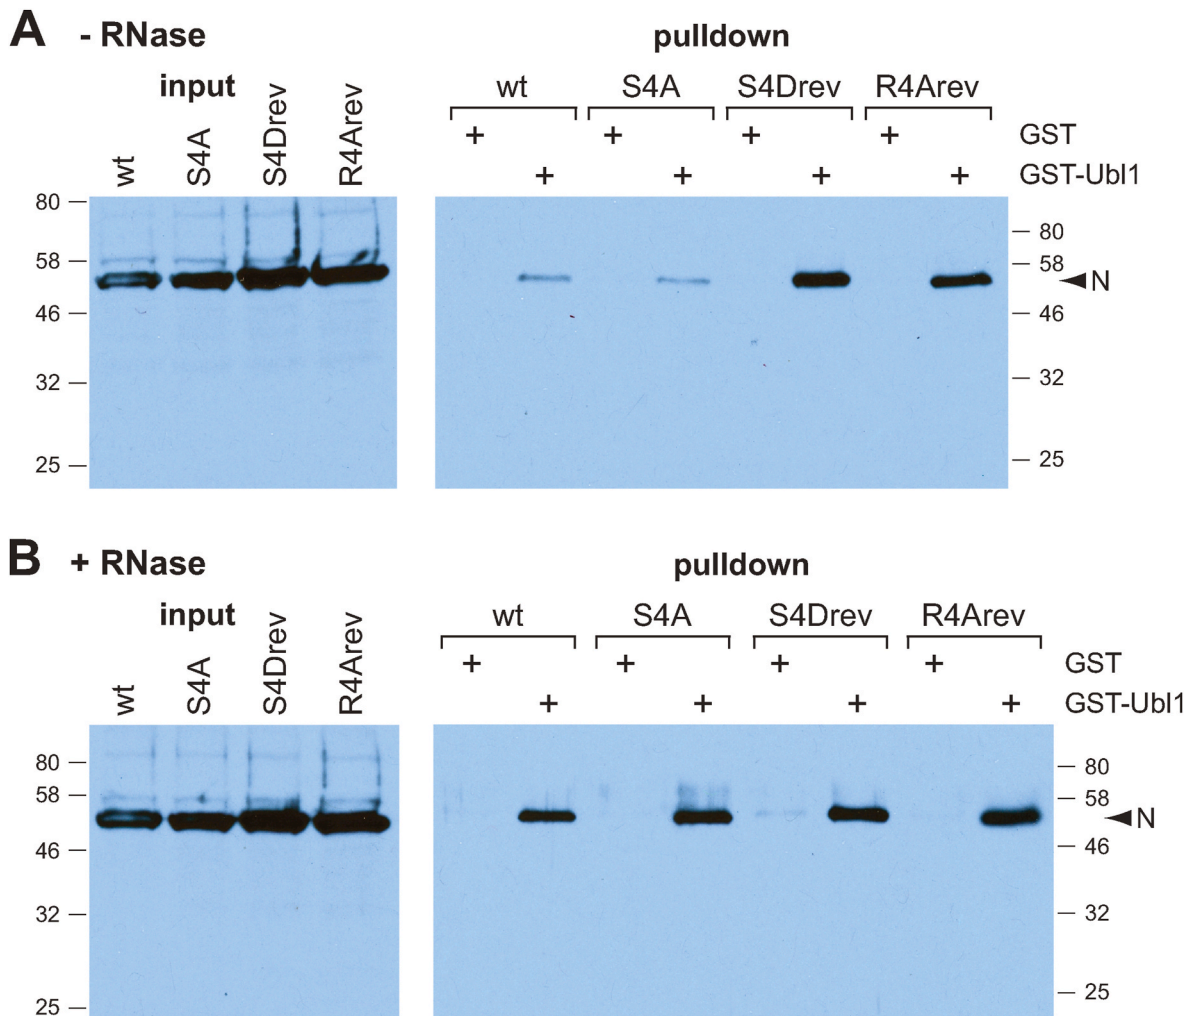 A - RNase pulldown
input wt S4A S4Drev R4Arev
wt S4A S4Drev R4Arev
+ + + + GST
+ + + + GST-Ubl1
80
58
46
32
25
80
58
N
46
32
25
B + RNase pulldown
input wt S4A S4Drev R4Arev
wt S4A S4Drev R4Arev
+ + + + GST
+ + + + GST-Ubl1
80
58
46
32
25
80
58
N
46
32
25